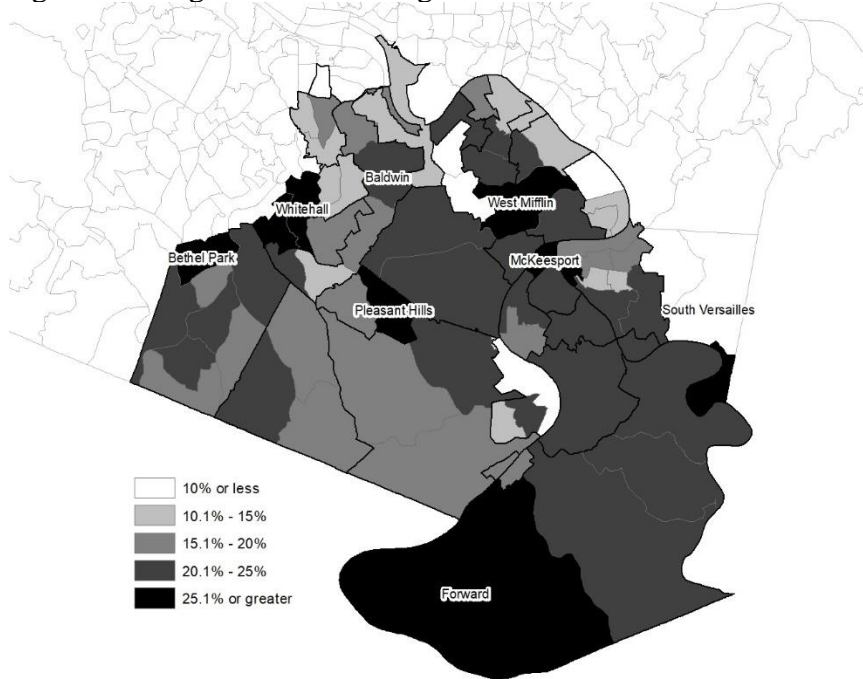 Baldwin
West Mifflin
Whitehall
Bethel Park
McKeesport
Pleasant Hills
South Versailles
10% or less
10.1% - 15%
15.1% - 20%
20.1% - 25%
25.1% or greater
Forward